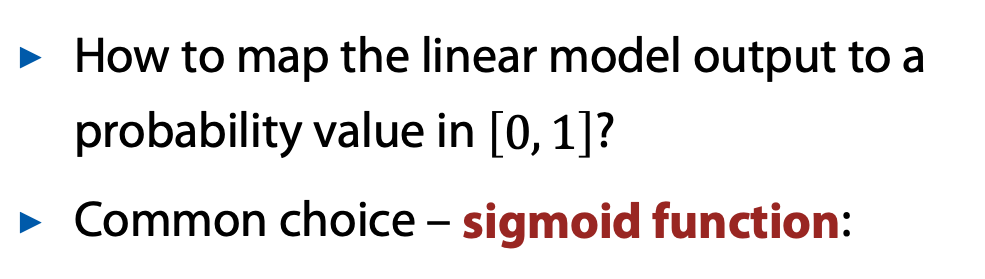 ▶ How to map the linear model output to a
probability value in [0, 1]?
▶ Common choice – sigmoid function: